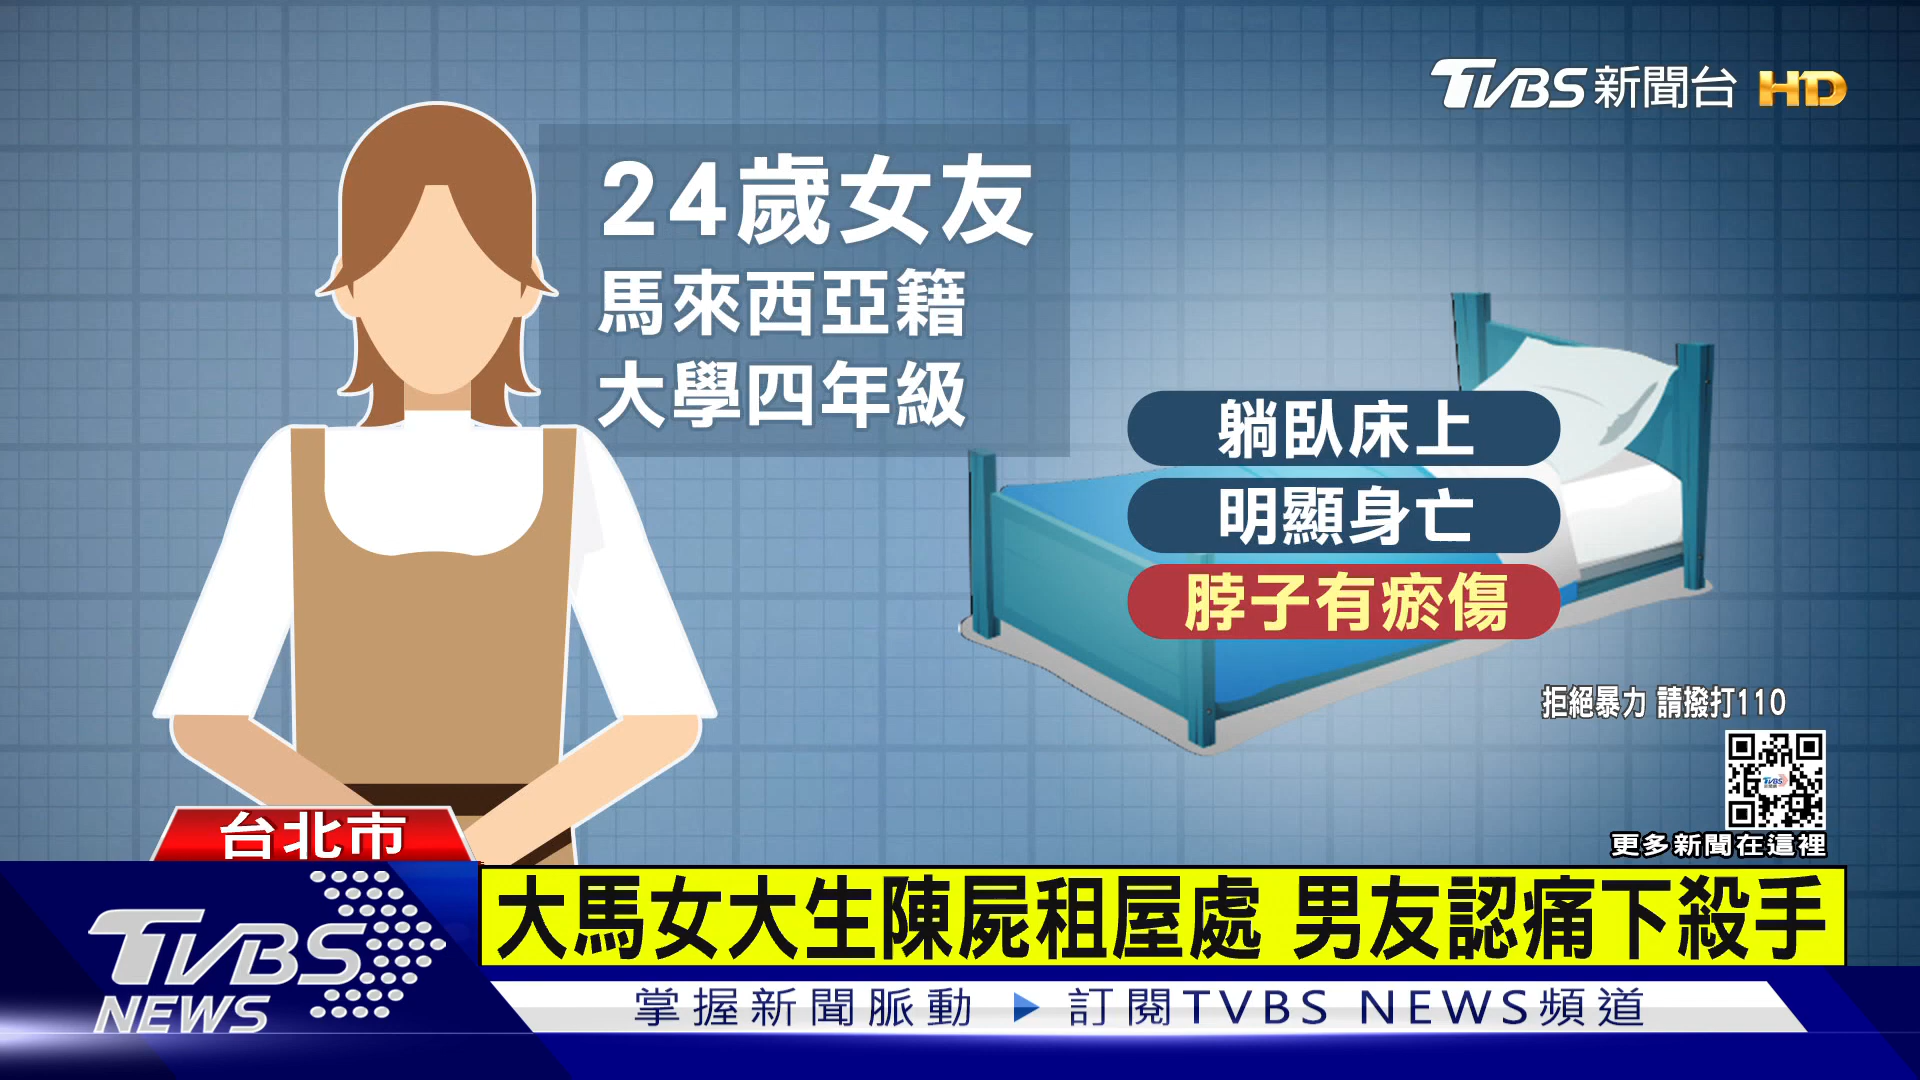 TVBS新聞台 HD
24歲女友
馬來西亞籍
大學四年級
躺臥床上
明顯身亡
脖子有瘀傷
拒絕暴力 請撥打110
TVBS
更多新聞在這裡
台北市
大馬女大生陳屍租屋處 男友認痛下殺手
TVBS
NEWS
掌握新聞脈動 ▶ 訂閱TVBS NEWS頻道